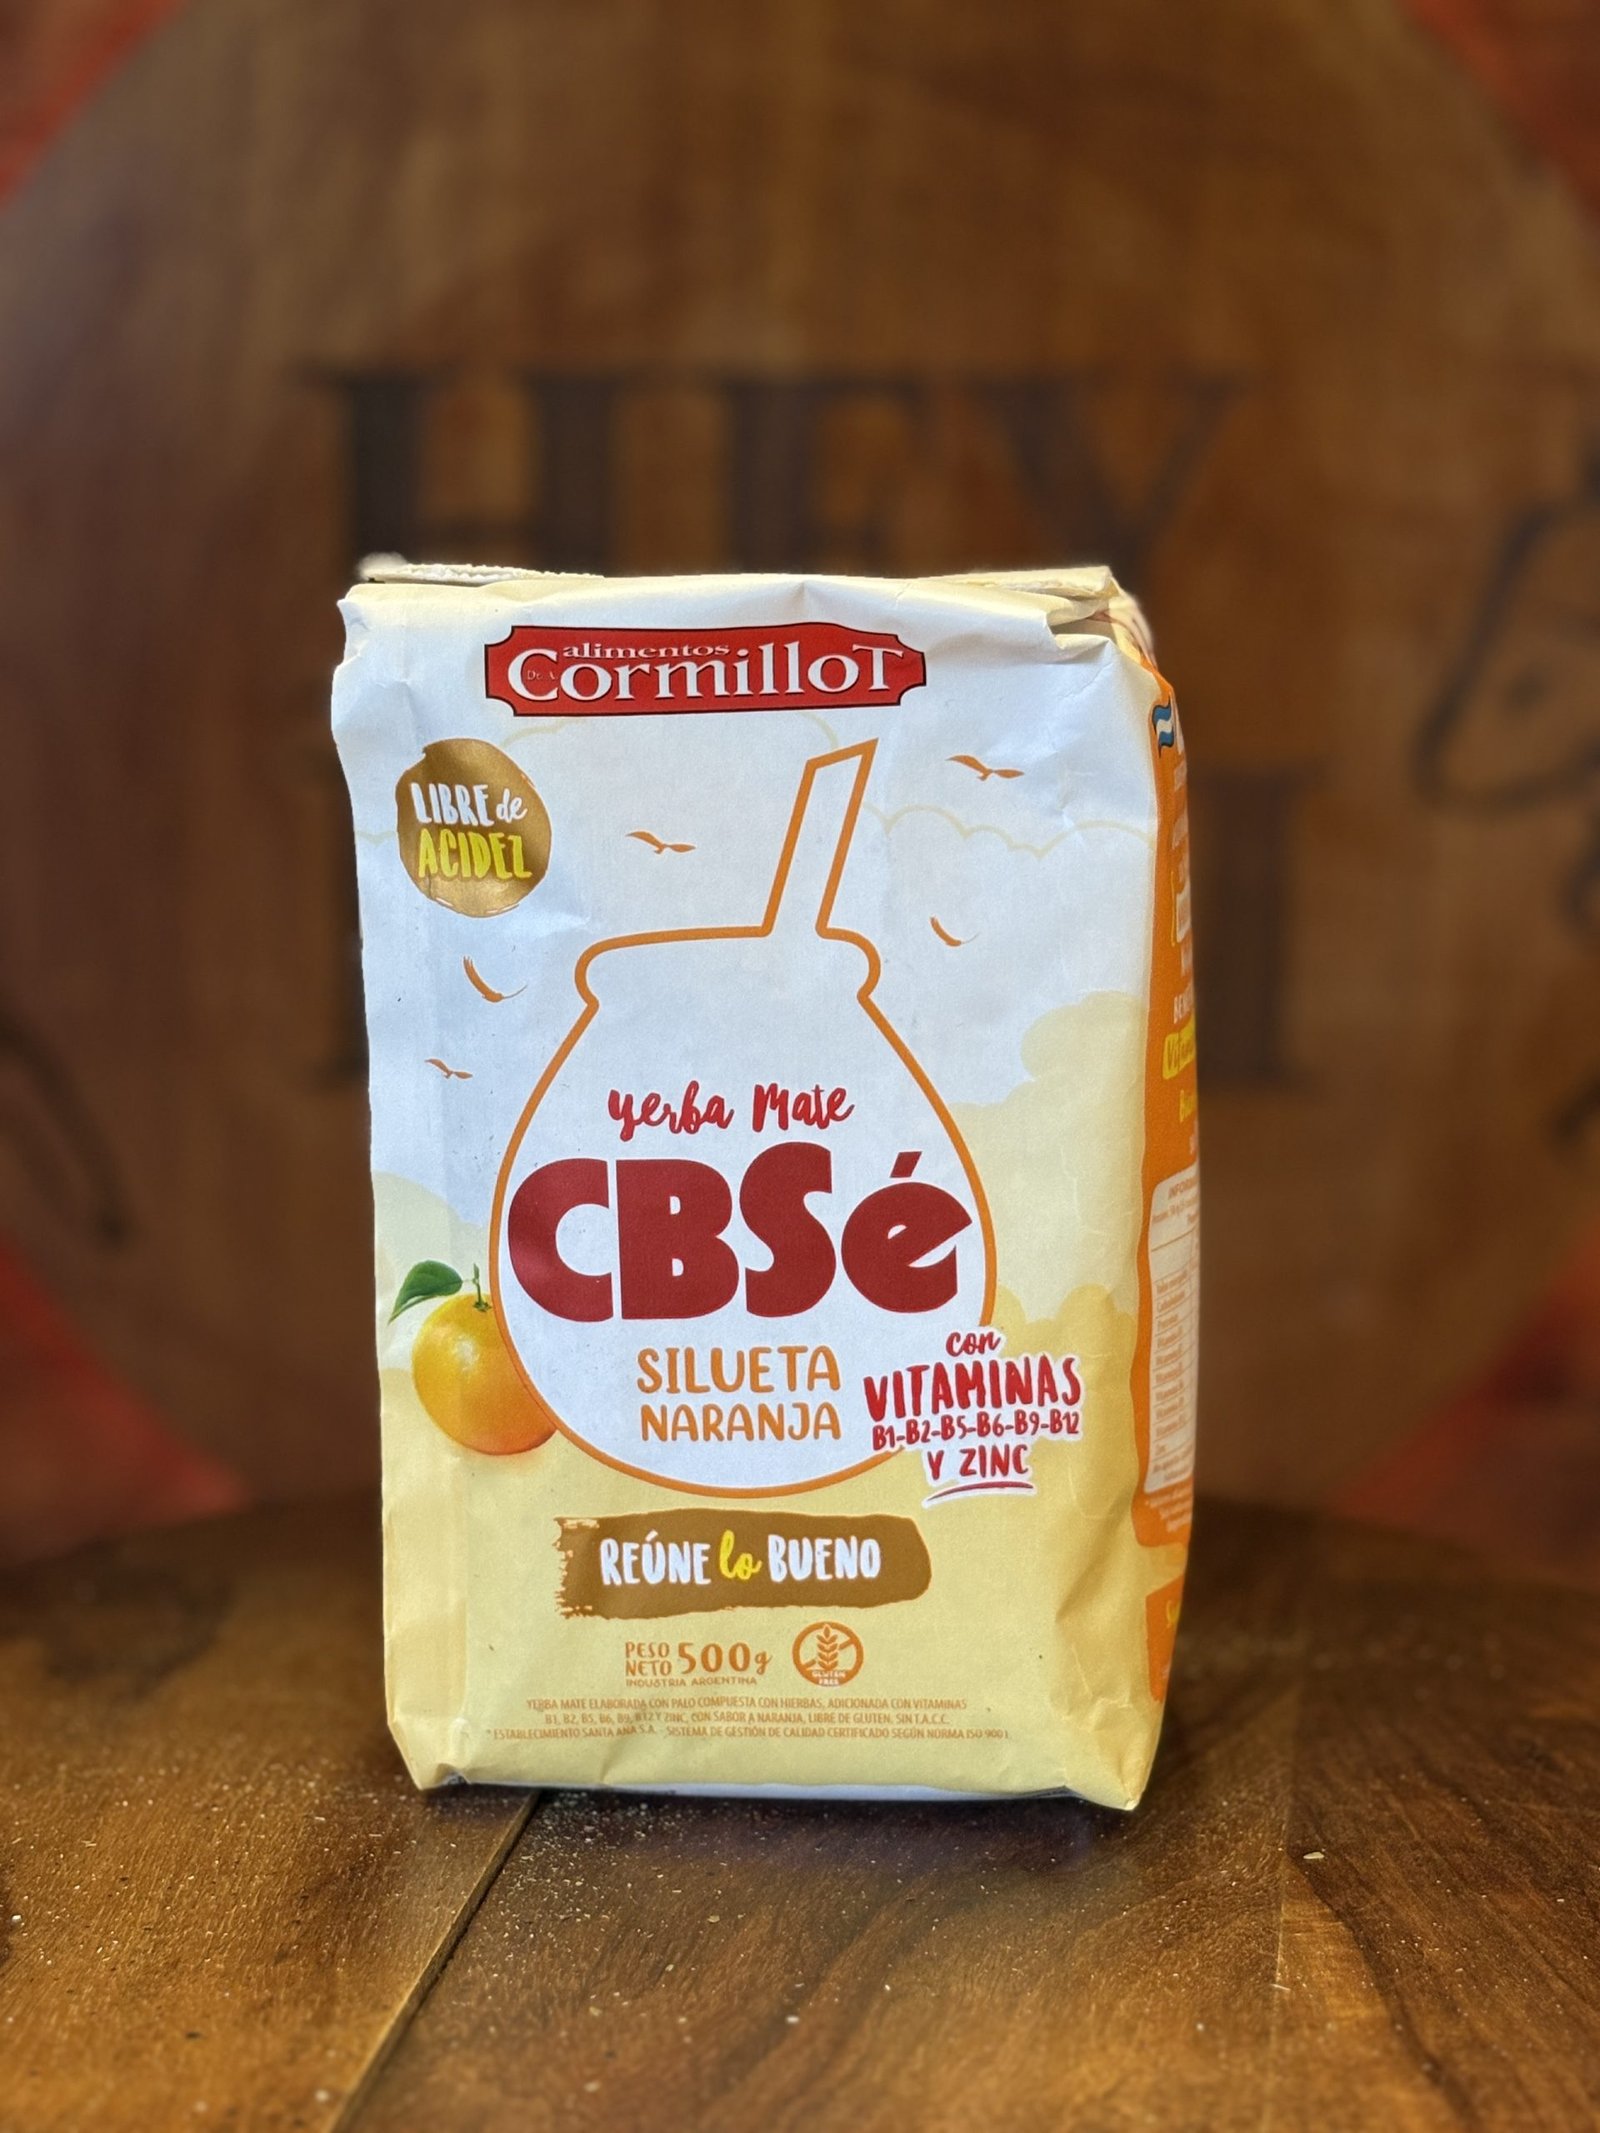 HEY
alimentos
CormilloT
LIBRE de
ACIDEZ
yerba Mate
CBSé
SILUETA
NARANJA
con
VITAMINAS
B1-B2-B5-B6-B9-B12
Y ZINC
REÚNE lo BUENO
PESO
NETO 500g
INDUSTRIA ARGENTINA
GLUTEN
FREE
YERBA MATE ELABORADA CON PALO COMPUESTA CON HIERBAS, ADICIONADA CON VITAMINAS
B1, B2, B5, B6, B9, B12 Y ZINC, CON SABOR A NARANJA, LIBRE DE GLUTEN, SIN T.A.C.C.
ESTABLECIMIENTO SANTA ANA S.A. SISTEMA DE GESTIÓN DE CALIDAD CERTIFICADO SEGÚN NORMA ISO 9001